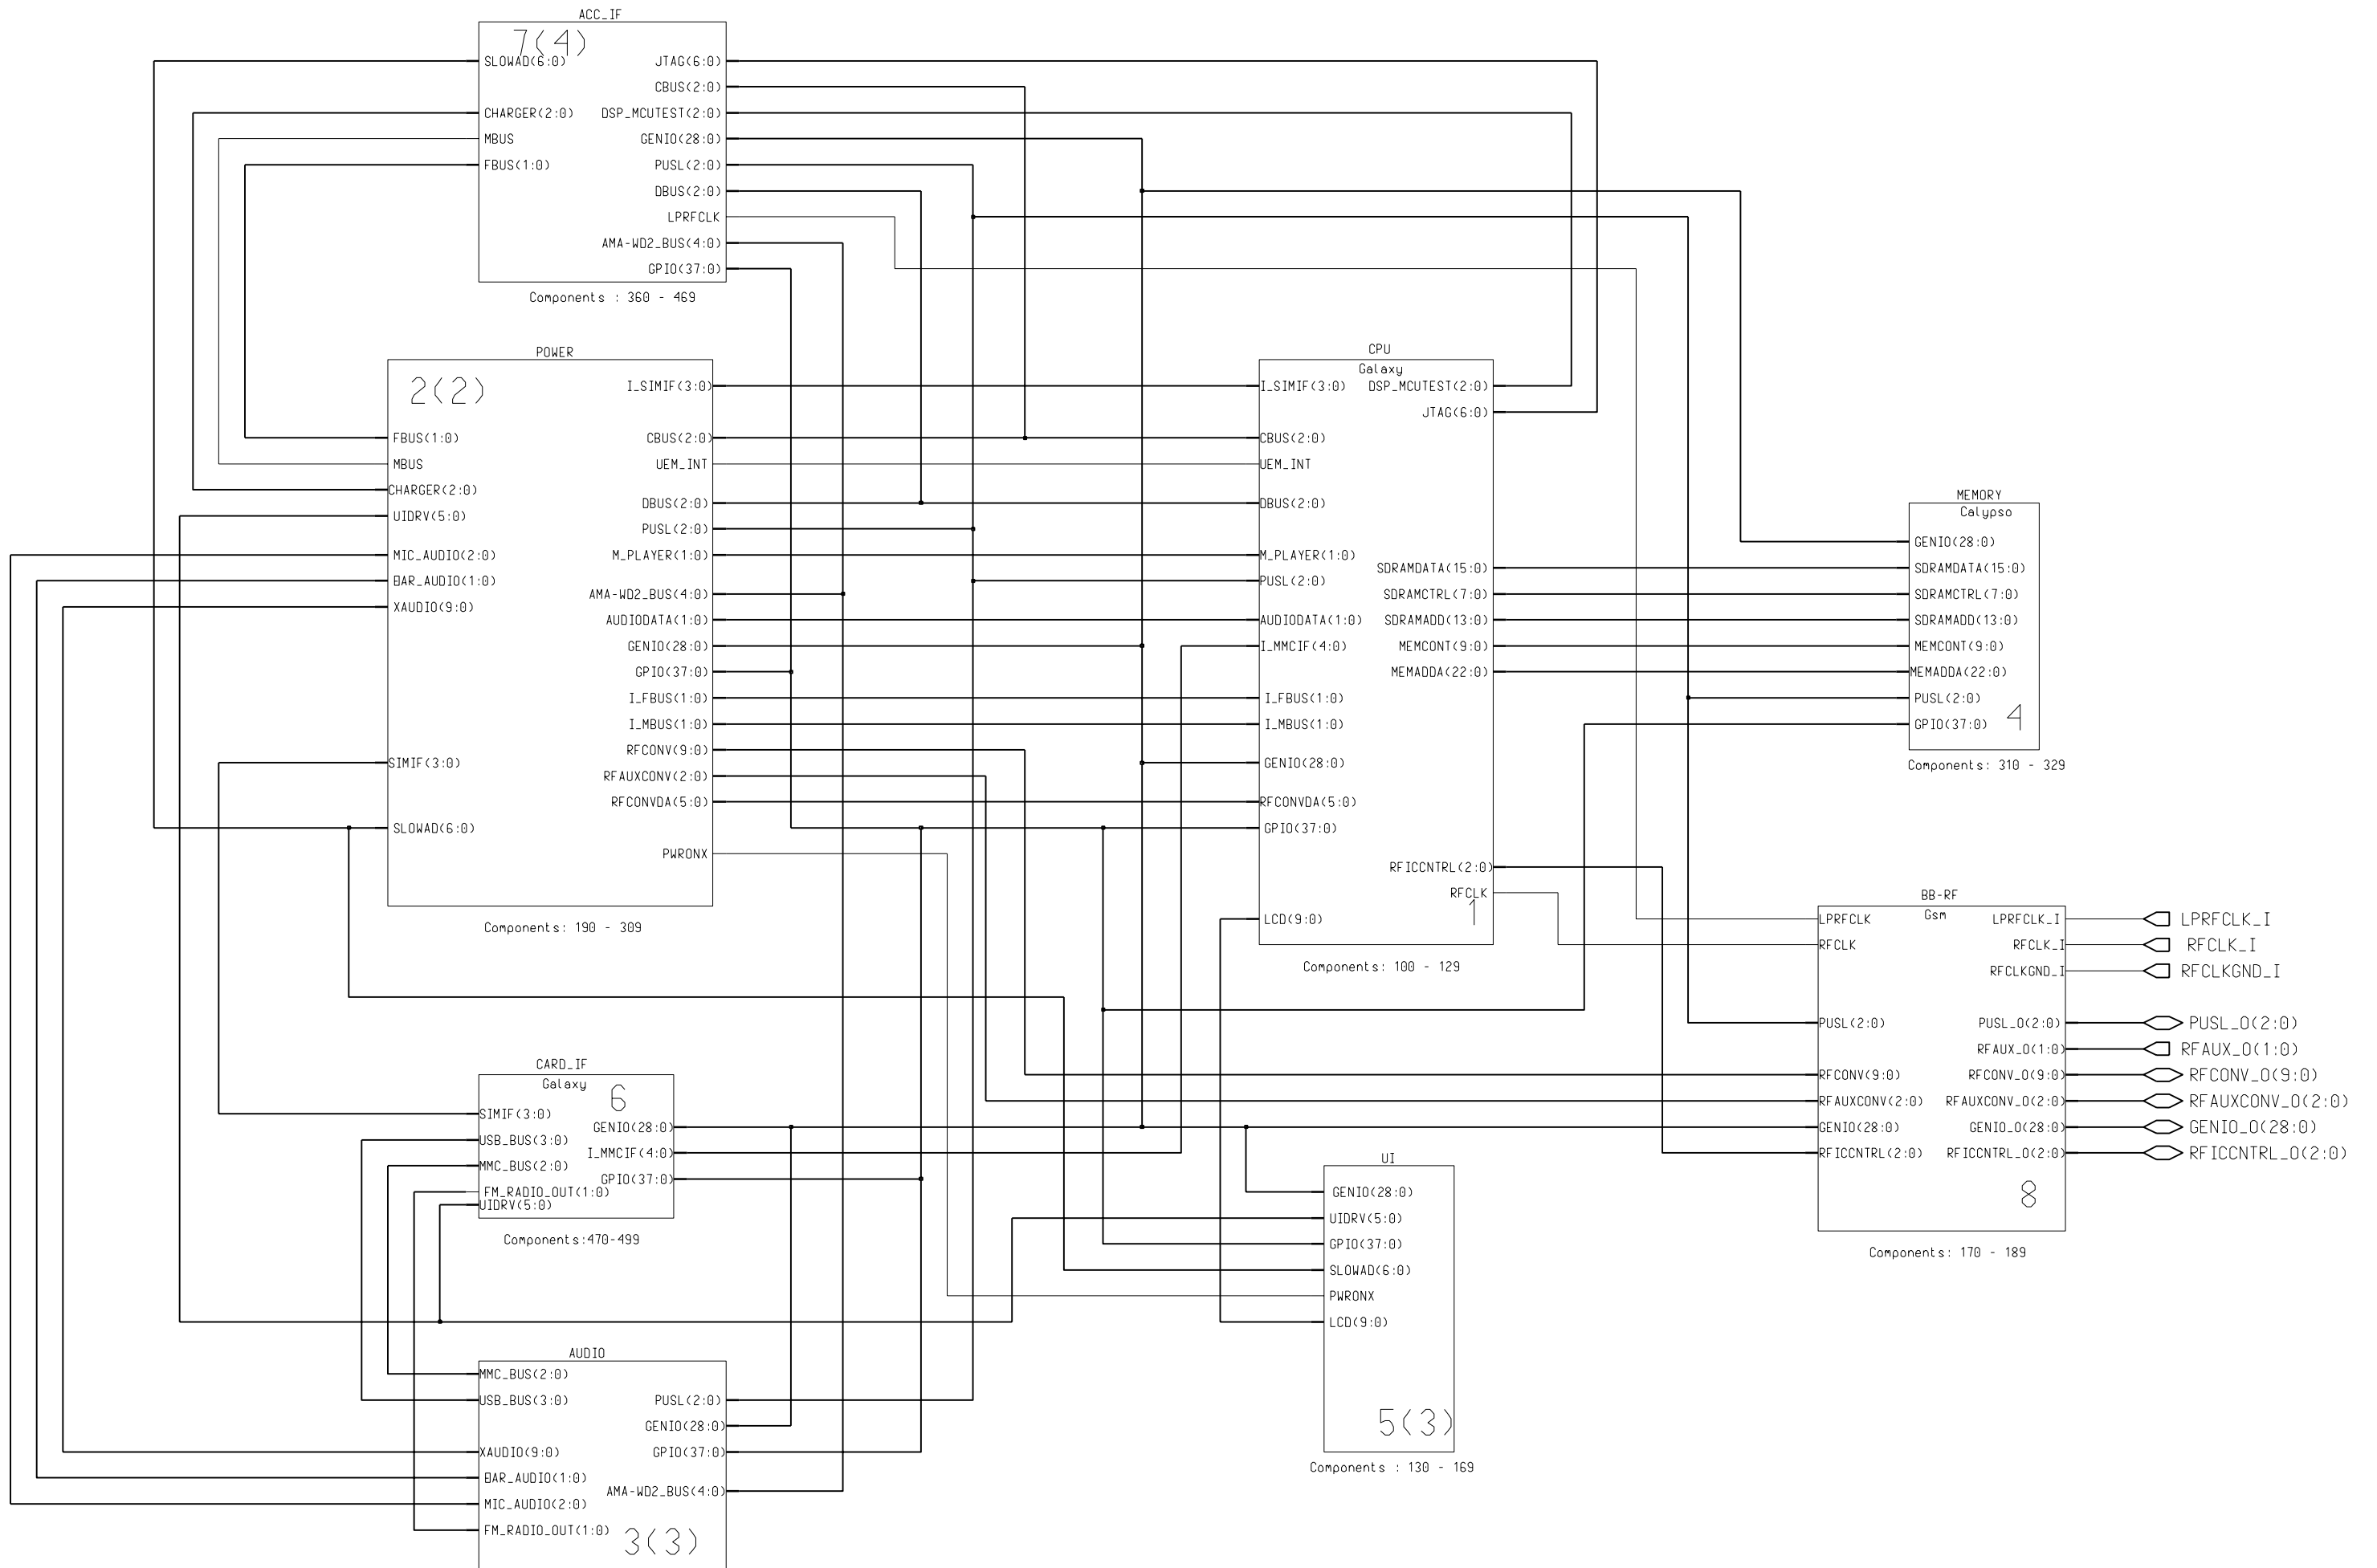 ACC_IF
7(4)
SLOWAD(6:0)
CHARGER(2:0)
MBUS
FBUS(1:0)
JTAG(6:0)
CBUS(2:0)
DSP_MCUTEST(2:0)
GENIO(28:0)
PUSL(2:0)
DBUS(2:0)
LPRFCLK
AMA-WD2_BUS(4:0)
GPIO(37:0)
Components : 360 - 469
POWER
2(2)
FBUS(1:0)
MBUS
CHARGER(2:0)
UIDRV(5:0)
MIC_AUDIO(2:0)
EAR_AUDIO(1:0)
XAUDIO(9:0)
SIMIF(3:0)
SLOWAD(6:0)
I_SIMIF(3:0)
CBUS(2:0)
UEM_INT
DBUS(2:0)
PUSL(2:0)
M_PLAYER(1:0)
AMA-WD2_BUS(4:0)
AUDIODATA(1:0)
GENIO(28:0)
GPIO(37:0)
I_FBUS(1:0)
I_MBUS(1:0)
RFCONV(9:0)
RFAUXCONV(2:0)
RFCONVDA(5:0)
PWRONX
Components: 190 - 309
CPU
Galaxy
I_SIMIF(3:0)
CBUS(2:0)
UEM_INT
DBUS(2:0)
M_PLAYER(1:0)
PUSL(2:0)
AUDIODATA(1:0)
I_MMCIF(4:0)
I_FBUS(1:0)
I_MBUS(1:0)
GENIO(28:0)
RFCONVDA(5:0)
GPIO(37:0)
LCD(9:0)
DSP_MCUTEST(2:0)
JTAG(6:0)
SDRAMDATA(15:0)
SDRAMCTRL(7:0)
SDRAMADD(13:0)
MEMCONT(9:0)
MEMADDA(22:0)
RFICCNTRL(2:0)
RFCLK
1
Components: 100 - 129
MEMORY
Calypso
GENIO(28:0)
SDRAMDATA(15:0)
SDRAMCTRL(7:0)
SDRAMADD(13:0)
MEMCONT(9:0)
MEMADDA(22:0)
PUSL(2:0)
GPIO(37:0)
4
Components: 310 - 329
BB-RF
Gsm
LPRFCLK
RFCLK
PUSL(2:0)
RFCONV(9:0)
RFAUXCONV(2:0)
GENIO(28:0)
RFICCNTRL(2:0)
LPRFCLK_I
RFCLK_I
RFCLKGND_I
PUSL_O(2:0)
RFAUX_O(1:0)
RFCONV_O(9:0)
RFAUXCONV_O(2:0)
GENIO_O(28:0)
RFICCNTRL_O(2:0)
8
Components: 170 - 189
LPRFCLK_I
RFCLK_I
RFCLKGND_I
PUSL_O(2:0)
RFAUX_O(1:0)
RFCONV_O(9:0)
RFAUXCONV_O(2:0)
GENIO_O(28:0)
RFICCNTRL_O(2:0)
CARD_IF
Galaxy
6
SIMIF(3:0)
USB_BUS(3:0)
MMC_BUS(2:0)
FM_RADIO_OUT(1:0)
UIDRV(5:0)
GENIO(28:0)
I_MMCIF(4:0)
GPIO(37:0)
Components:470-499
UI
GENIO(28:0)
UIDRV(5:0)
GPIO(37:0)
SLOWAD(6:0)
PWRONX
LCD(9:0)
5(3)
Components : 130 - 169
AUDIO
MMC_BUS(2:0)
USB_BUS(3:0)
XAUDIO(9:0)
EAR_AUDIO(1:0)
MIC_AUDIO(2:0)
FM_RADIO_OUT(1:0)
PUSL(2:0)
GENIO(28:0)
GPIO(37:0)
AMA-WD2_BUS(4:0)
3(3)